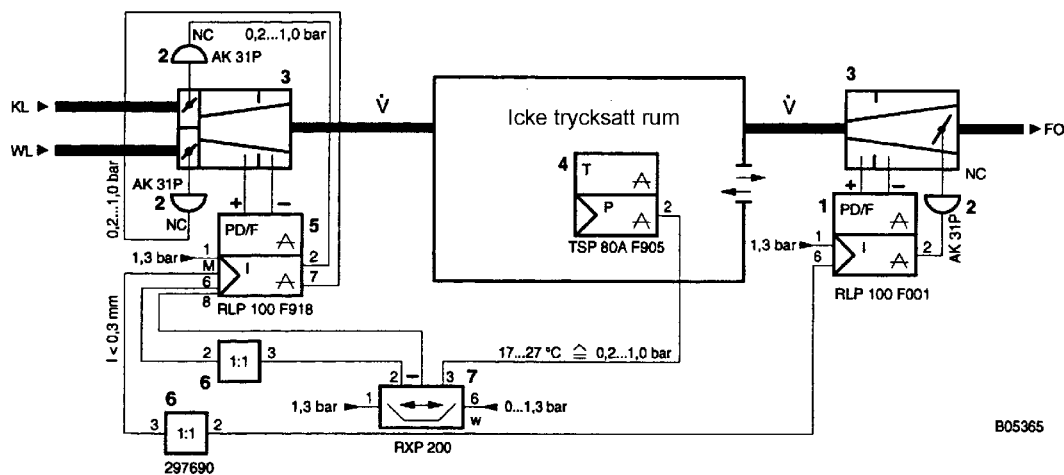 NC
0,2...1,0 bar
2
AK 31P
3
3
KL
V̇
Icke trycksatt rum
V̇
FO
WL
4
T
NC
AK 31P
2
NC
0,2...1,0 bar
+
−
5
PD/F
P
2
TSP 80A F905
+
−
1
PD/F
2
AK 31P
1,3 bar
1
M
6
8
I
2
7
RLP 100 F918
1,3 bar
1
6
I
2
RLP 100 F001
l < 0,3 mm
2
1:1
3
6
17...27 °C ≙ 0,2...1,0 bar
2
−
3
7
1,3 bar
1
6
w
0...1,3 bar
RXP 200
6
3
1:1
2
297690
B05365